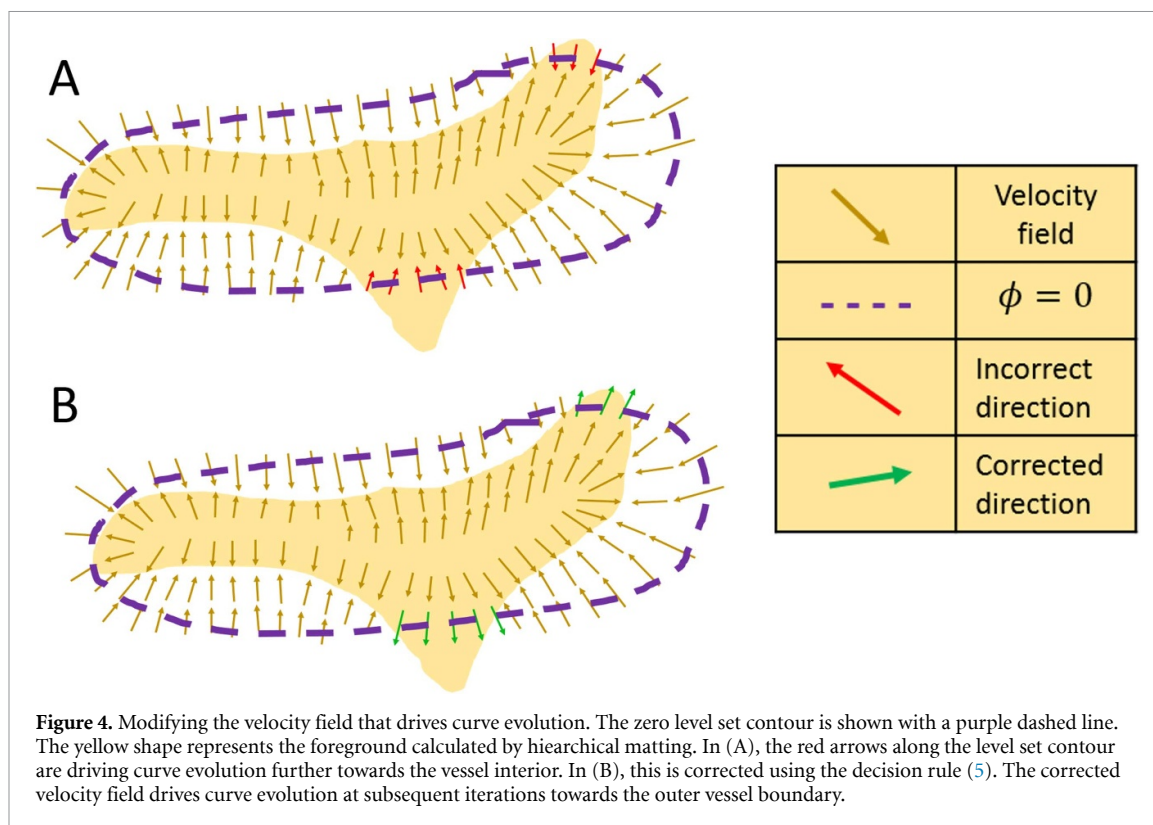 A
B
Velocity
field
ϕ = 0
Incorrect
direction
Corrected
direction
Figure 4. Modifying the velocity field that drives curve evolution. The zero level set contour is shown with a purple dashed line.
The yellow shape represents the foreground calculated by hiearchical matting. In (A), the red arrows along the level set contour
are driving curve evolution further towards the vessel interior. In (B), this is corrected using the decision rule (5). The corrected
velocity field drives curve evolution at subsequent iterations towards the outer vessel boundary.